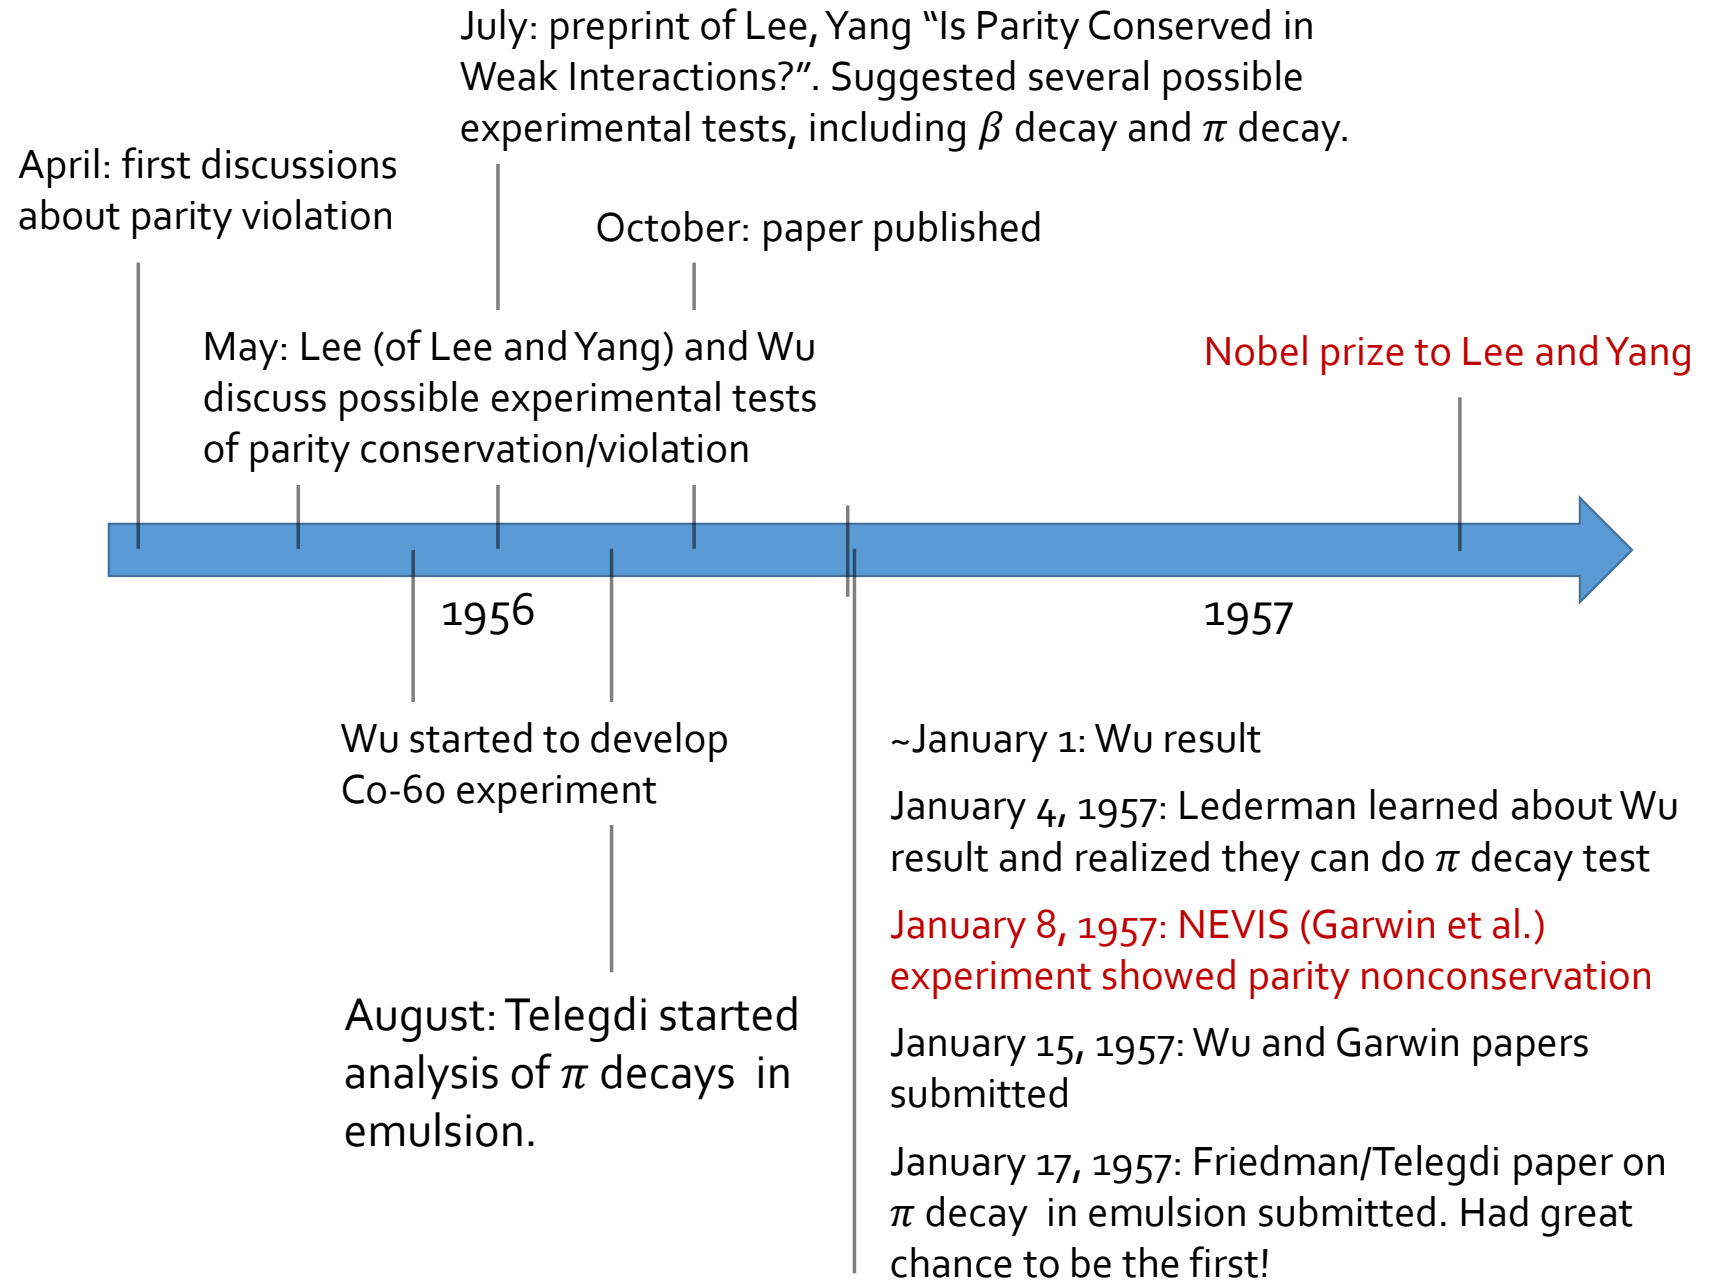 July: preprint of Lee, Yang “Is Parity Conserved in
Weak Interactions?”. Suggested several possible
experimental tests, including β decay and π decay.
April: first discussions
about parity violation
October: paper published
May: Lee (of Lee and Yang) and Wu
discuss possible experimental tests
of parity conservation/violation
Nobel prize to Lee and Yang
1956
1957
Wu started to develop
Co-60 experiment
August: Telegdi started
analysis of π decays in
emulsion.
~January 1: Wu result
January 4, 1957: Lederman learned about Wu
result and realized they can do π decay test
January 8, 1957: NEVIS (Garwin et al.)
experiment showed parity nonconservation
January 15, 1957: Wu and Garwin papers
submitted
January 17, 1957: Friedman/Telegdi paper on
π decay in emulsion submitted. Had great
chance to be the first!